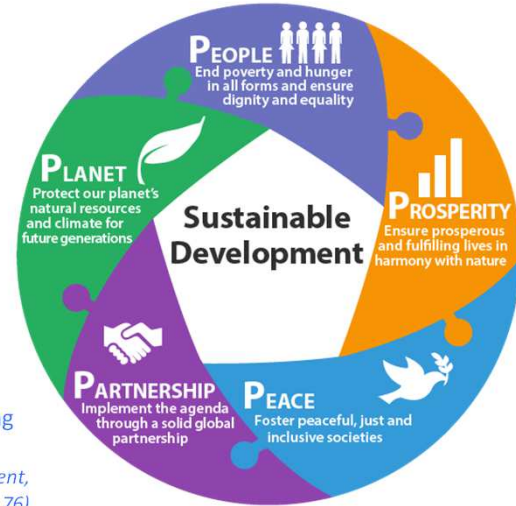 PEOPLE
End poverty and hunger
in all forms and ensure
dignity and equality
PROSPERITY
Ensure prosperous
and fulfilling lives in
harmony with nature
PEACE
Foster peaceful, just and
inclusive societies
PARTNERSHIP
Implement the agenda
through a solid global
partnership
PLANET
Protect our planet's
natural resources
and climate for
future generations
Sustainable
Development